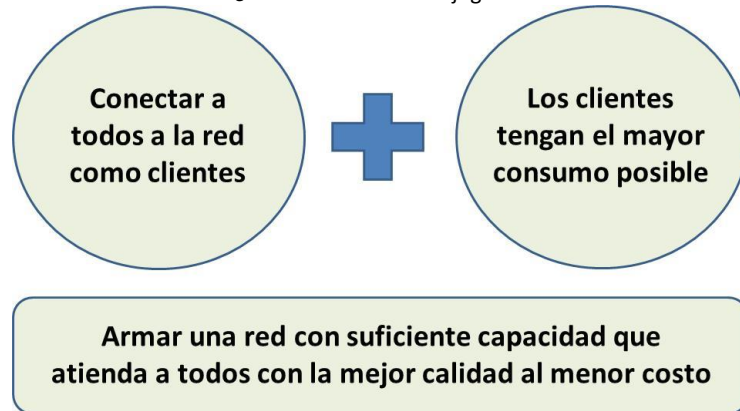 Conectar a
todos a la red
como clientes
Los clientes
tengan el mayor
consumo posible
Armar una red con suficiente capacidad que
atienda a todos con la mejor calidad al menor costo